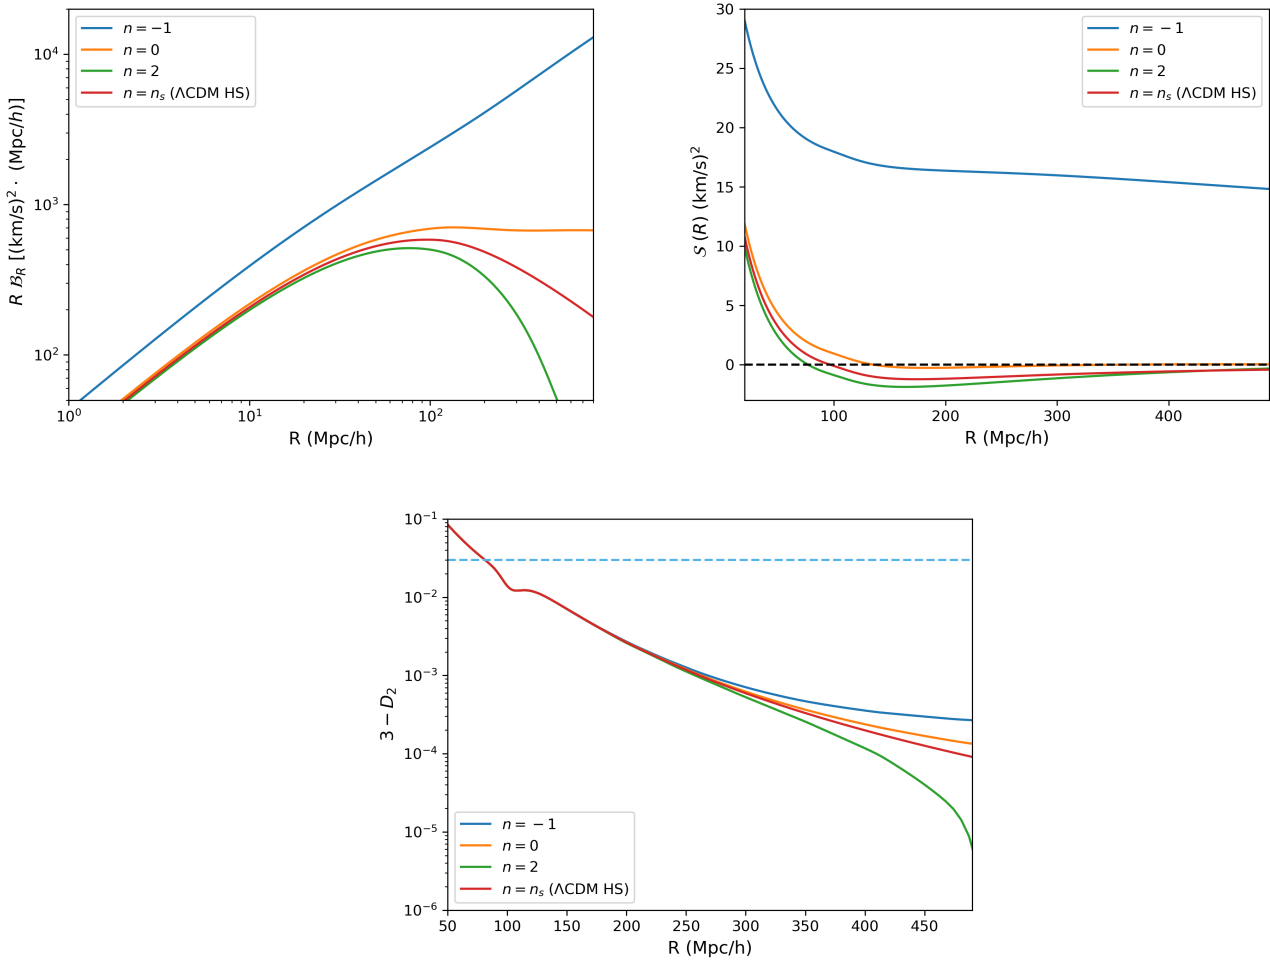 n = −1
n = 0
n = 2
n = nₛ (ΛCDM HS)
10⁴
10³
10²
R ℬ_R [(km/s)² · (Mpc/h)]
10⁰
10¹
10²
R (Mpc/h)
n = −1
n = 0
n = 2
n = nₛ (ΛCDM HS)
30
25
20
15
10
5
0
𝒮 (R) (km/s)²
100
200
300
400
R (Mpc/h)
10⁻¹
10⁻²
10⁻³
10⁻⁴
10⁻⁵
10⁻⁶
3 − D₂
n = −1
n = 0
n = 2
n = nₛ (ΛCDM HS)
50
100
150
200
250
300
350
400
450
R (Mpc/h)